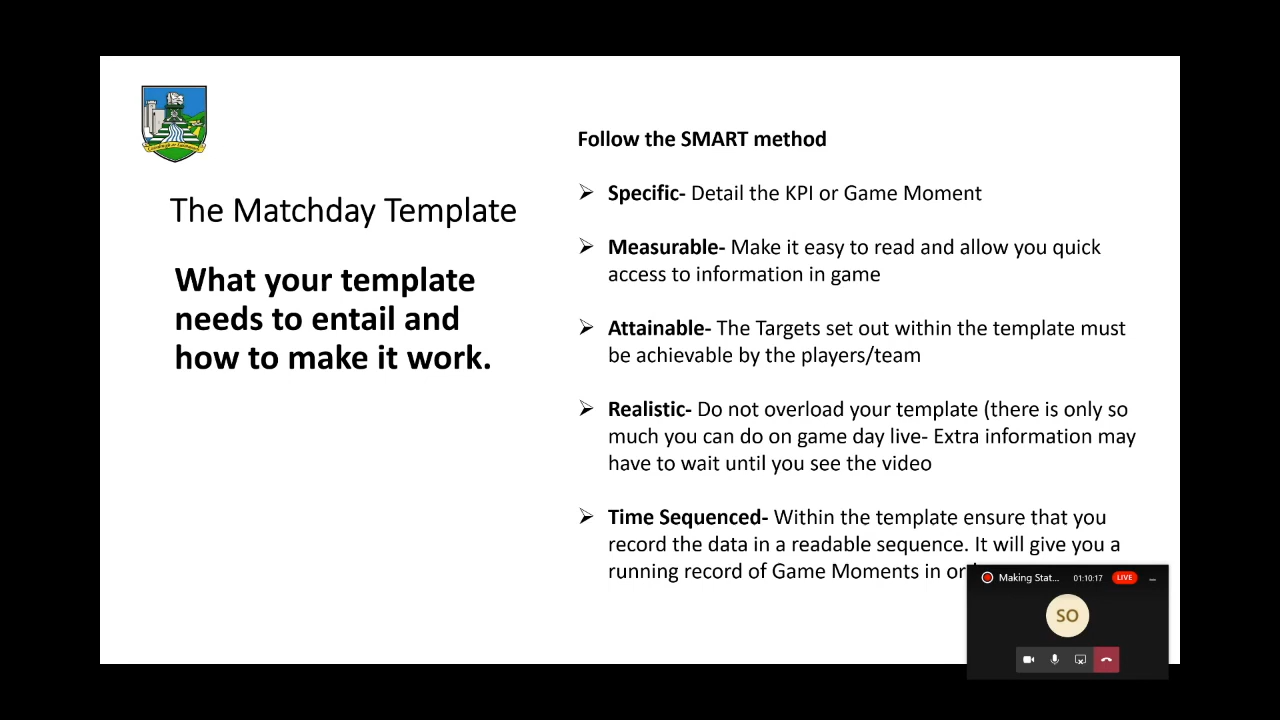 The Matchday Template
What your template
needs to entail and
how to make it work.
Follow the SMART method
Specific- Detail the KPI or Game Moment
Measurable- Make it easy to read and allow you quick
access to information in game
Attainable- The Targets set out within the template must
be achievable by the players/team
Realistic- Do not overload your template (there is only so
much you can do on game day live- Extra information may
have to wait until you see the video
Time Sequenced- Within the template ensure that you
record the data in a readable sequence. It will give you a
running record of Game Moments in
Making Stat... 01:10:17 LIVE
SO